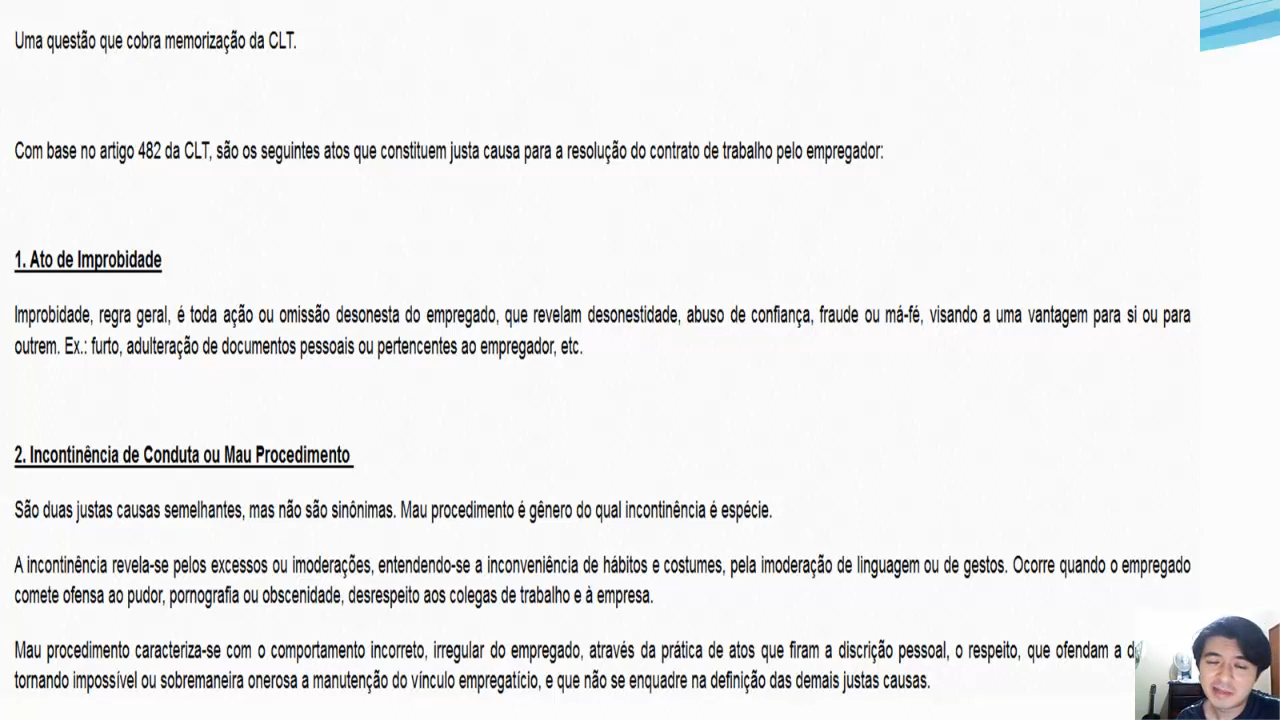 Uma questão que cobra memorização da CLT.
Com base no artigo 482 da CLT, são os seguintes atos que constituem justa causa para a resolução do contrato de trabalho pelo empregador:
1. Ato de Improbidade
Improbidade, regra geral, é toda ação ou omissão desonesta do empregado, que revelam desonestidade, abuso de confiança, fraude ou má-fé, visando a uma vantagem para si ou para
outrem. Ex.: furto, adulteração de documentos pessoais ou pertencentes ao empregador, etc.
2. Incontinência de Conduta ou Mau Procedimento
São duas justas causas semelhantes, mas não são sinônimas. Mau procedimento é gênero do qual incontinência é espécie.
A incontinência revela-se pelos excessos ou imoderações, entendendo-se a inconveniência de hábitos e costumes, pela imoderação de linguagem ou de gestos. Ocorre quando o empregado
comete ofensa ao pudor, pornografia ou obscenidade, desrespeito aos colegas de trabalho e à empresa.
Mau procedimento caracteriza-se com o comportamento incorreto, irregular do empregado, através da prática de atos que firam a discrição pessoal, o respeito, que ofendam a
tornando impossível ou sobremaneira onerosa a manutenção do vínculo empregatício, e que não se enquadre na definição das demais justas causas.